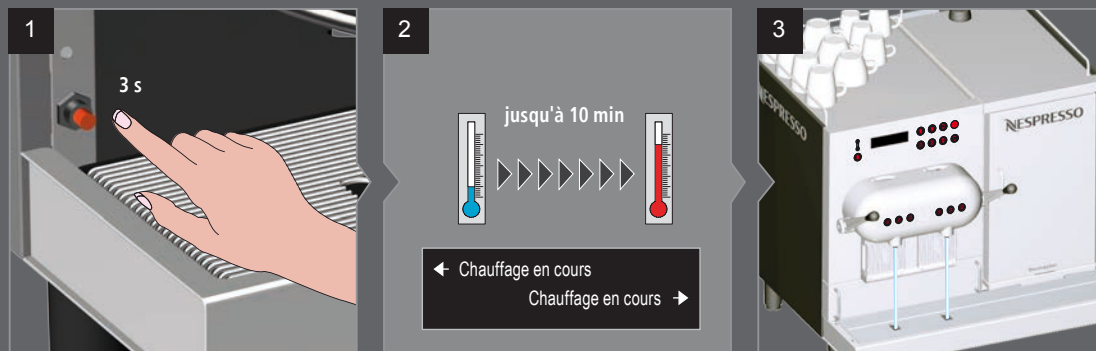 1
3 s
2
jusqu'à 10 min
← Chauffage en cours
Chauffage en cours →
3
NESPRESSO
NESPRESSO